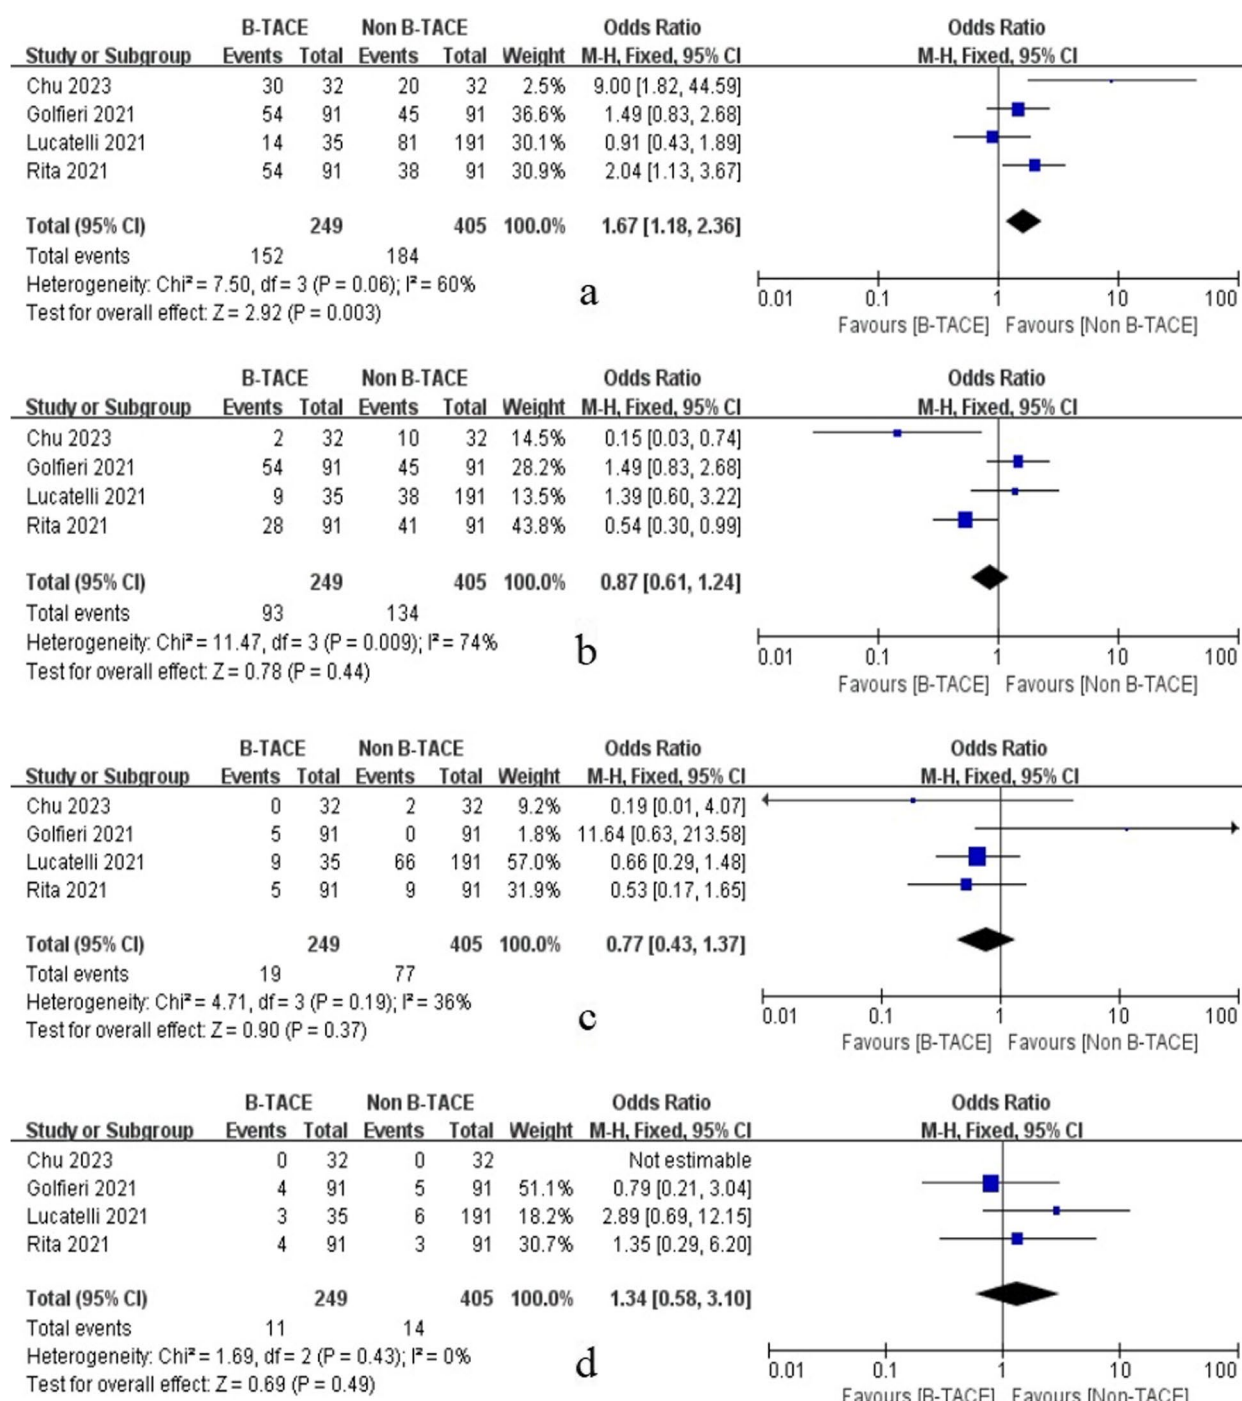 B-TACE Non B-TACE Odds Ratio Odds Ratio
Study or Subgroup Events Total Events Total Weight M-H, Fixed, 95% CI M-H, Fixed, 95% CI
Chu 2023 30 32 20 32 2.5% 9.00 [1.82, 44.59]
Golfieri 2021 54 91 45 91 36.6% 1.49 [0.83, 2.68]
Lucatelli 2021 14 35 81 191 30.1% 0.91 [0.43, 1.89]
Rita 2021 54 91 38 91 30.9% 2.04 [1.13, 3.67]
Total (95% CI) 249 405 100.0% 1.67 [1.18, 2.36]
Total events 152 184
Heterogeneity: Chi² = 7.50, df = 3 (P = 0.06); I² = 60%
Test for overall effect: Z = 2.92 (P = 0.003)
a
0.01 0.1 1 10 100
Favours [B-TACE] Favours [Non B-TACE]
B-TACE Non B-TACE Odds Ratio Odds Ratio
Study or Subgroup Events Total Events Total Weight M-H, Fixed, 95% CI M-H, Fixed, 95% CI
Chu 2023 2 32 10 32 14.5% 0.15 [0.03, 0.74]
Golfieri 2021 54 91 45 91 28.2% 1.49 [0.83, 2.68]
Lucatelli 2021 9 35 38 191 13.5% 1.39 [0.60, 3.22]
Rita 2021 28 91 41 91 43.8% 0.54 [0.30, 0.99]
Total (95% CI) 249 405 100.0% 0.87 [0.61, 1.24]
Total events 93 134
Heterogeneity: Chi² = 11.47, df = 3 (P = 0.009); I² = 74%
Test for overall effect: Z = 0.78 (P = 0.44)
b
0.01 0.1 1 10 100
Favours [B-TACE] Favours [Non B-TACE]
B-TACE Non B-TACE Odds Ratio Odds Ratio
Study or Subgroup Events Total Events Total Weight M-H, Fixed, 95% CI M-H, Fixed, 95% CI
Chu 2023 0 32 2 32 9.2% 0.19 [0.01, 4.07]
Golfieri 2021 5 91 0 91 1.8% 11.64 [0.63, 213.58]
Lucatelli 2021 9 35 66 191 57.0% 0.66 [0.29, 1.48]
Rita 2021 5 91 9 91 31.9% 0.53 [0.17, 1.65]
Total (95% CI) 249 405 100.0% 0.77 [0.43, 1.37]
Total events 19 77
Heterogeneity: Chi² = 4.71, df = 3 (P = 0.19); I² = 36%
Test for overall effect: Z = 0.90 (P = 0.37)
c
0.01 0.1 1 10 100
Favours [B-TACE] Favours [Non B-TACE]
B-TACE Non B-TACE Odds Ratio Odds Ratio
Study or Subgroup Events Total Events Total Weight M-H, Fixed, 95% CI M-H, Fixed, 95% CI
Chu 2023 0 32 0 32 Not estimable
Golfieri 2021 4 91 5 91 51.1% 0.79 [0.21, 3.04]
Lucatelli 2021 3 35 6 191 18.2% 2.89 [0.69, 12.15]
Rita 2021 4 91 3 91 30.7% 1.35 [0.29, 6.20]
Total (95% CI) 249 405 100.0% 1.34 [0.58, 3.10]
Total events 11 14
Heterogeneity: Chi² = 1.69, df = 2 (P = 0.43); I² = 0%
Test for overall effect: Z = 0.69 (P = 0.49)
d
0.01 0.1 1 10 100
Favours [B-TACE] Favours [Non-TACE]